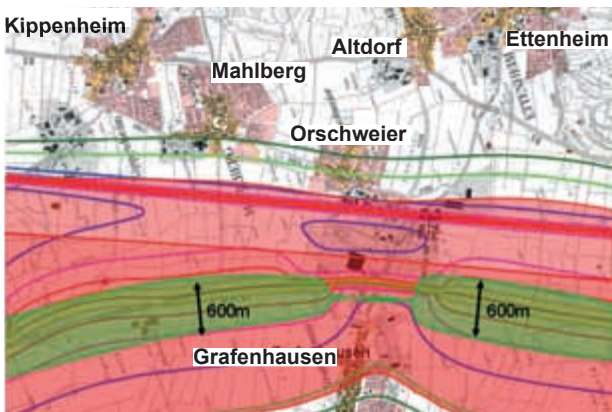 Kippenheim
Altdorf
Ettenheim
Mahlberg
Orschweier
600m
600m
Grafenhausen